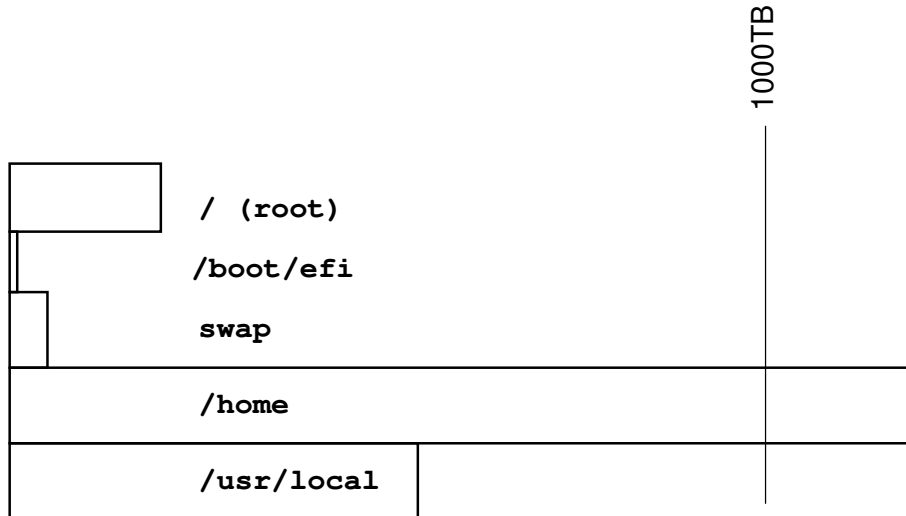 1000TB
/ (root)
/boot/efi
swap
/home
/usr/local